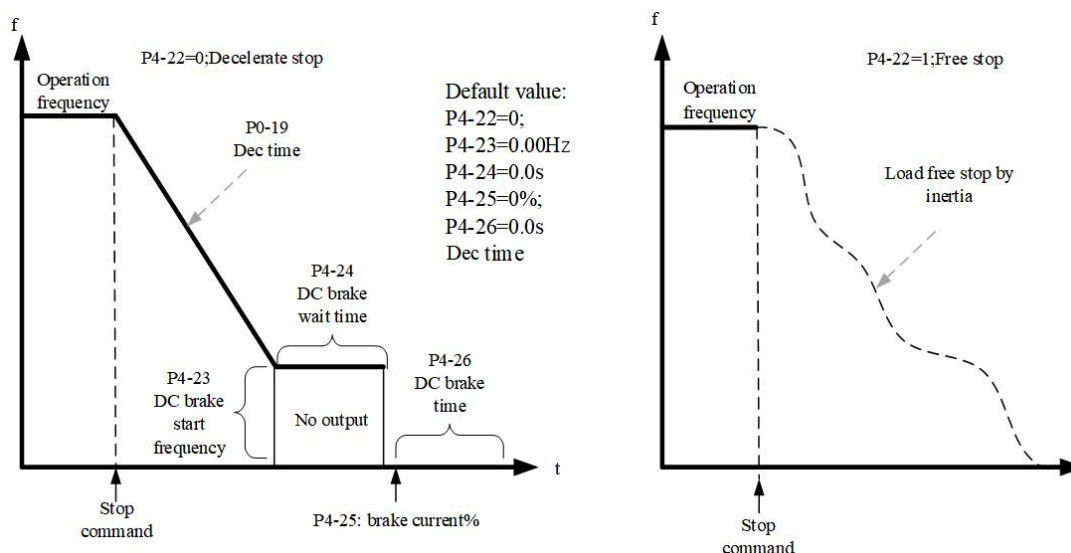 f
P4-22=0;Decelerate stop
Operation
frequency
P0-19
Dec time
Default value:
P4-22=0;
P4-23=0.00Hz
P4-24=0.0s
P4-25=0%;
P4-26=0.0s
Dec time
P4-24
DC brake
wait time
P4-23
DC brake
start
frequency
No output
P4-26
DC brake
time
t
Stop
command
P4-25: brake current%
f
P4-22=1;Free stop
Operation
frequency
Load free stop by
inertia
Stop
command